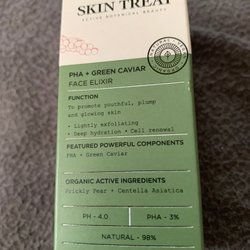 SKIN TREAT
ACTIVE BOTANICAL BRANDS
PHA + GREEN CAVIAR
FACE ELIXIR
FUNCTION
To promote youthful, plump
and glowing skin
- Lightly exfoliating
- Deep hydration • Cell renewal
FEATURED POWERFUL COMPONENTS
PHA + Green Caviar
ORGANIC ACTIVE INGREDIENTS
Prickly Pear + Centella Asiatica
PH - 4.0
PHA - 3%
NATURAL - 98%